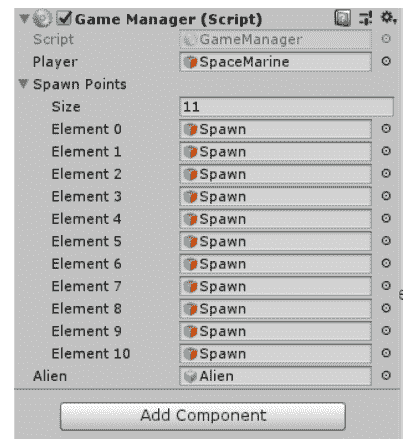 Game Manager (Script)
Script GameManager
Player SpaceMarine
Spawn Points
Size 11
Element 0 Spawn
Element 1 Spawn
Element 2 Spawn
Element 3 Spawn
Element 4 Spawn
Element 5 Spawn
Element 6 Spawn
Element 7 Spawn
Element 8 Spawn
Element 9 Spawn
Element 10 Spawn
Alien Alien
Add Component